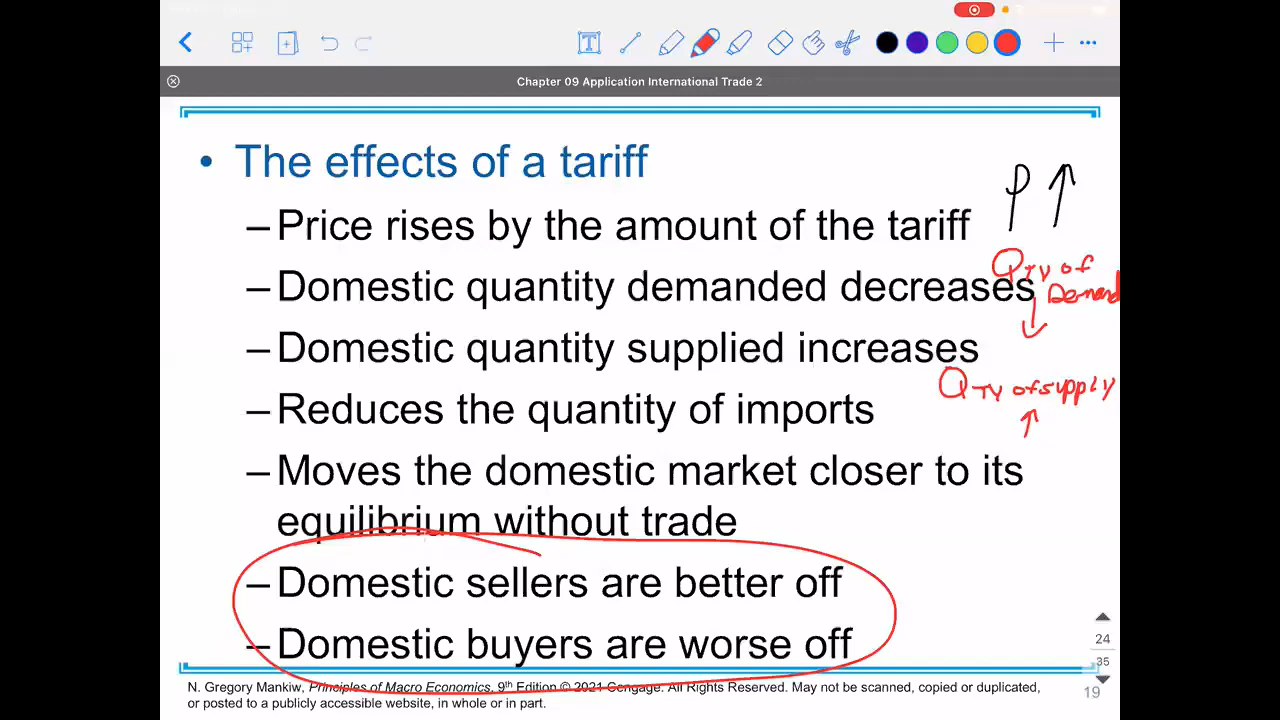 Chapter 09 Application International Trade 2
• The effects of a tariff
–Price rises by the amount of the tariff
P ↑
–Domestic quantity demanded decreases
QTY of
Demand
↓
–Domestic quantity supplied increases
QTY of supply
↑
–Reduces the quantity of imports
–Moves the domestic market closer to its
equilibrium without trade
–Domestic sellers are better off
–Domestic buyers are worse off
24
35
19
N. Gregory Mankiw, Principles of Macro Economics, 9th Edition © 2021 Cengage. All Rights Reserved. May not be scanned, copied or duplicated,
or posted to a publicly accessible website, in whole or in part.